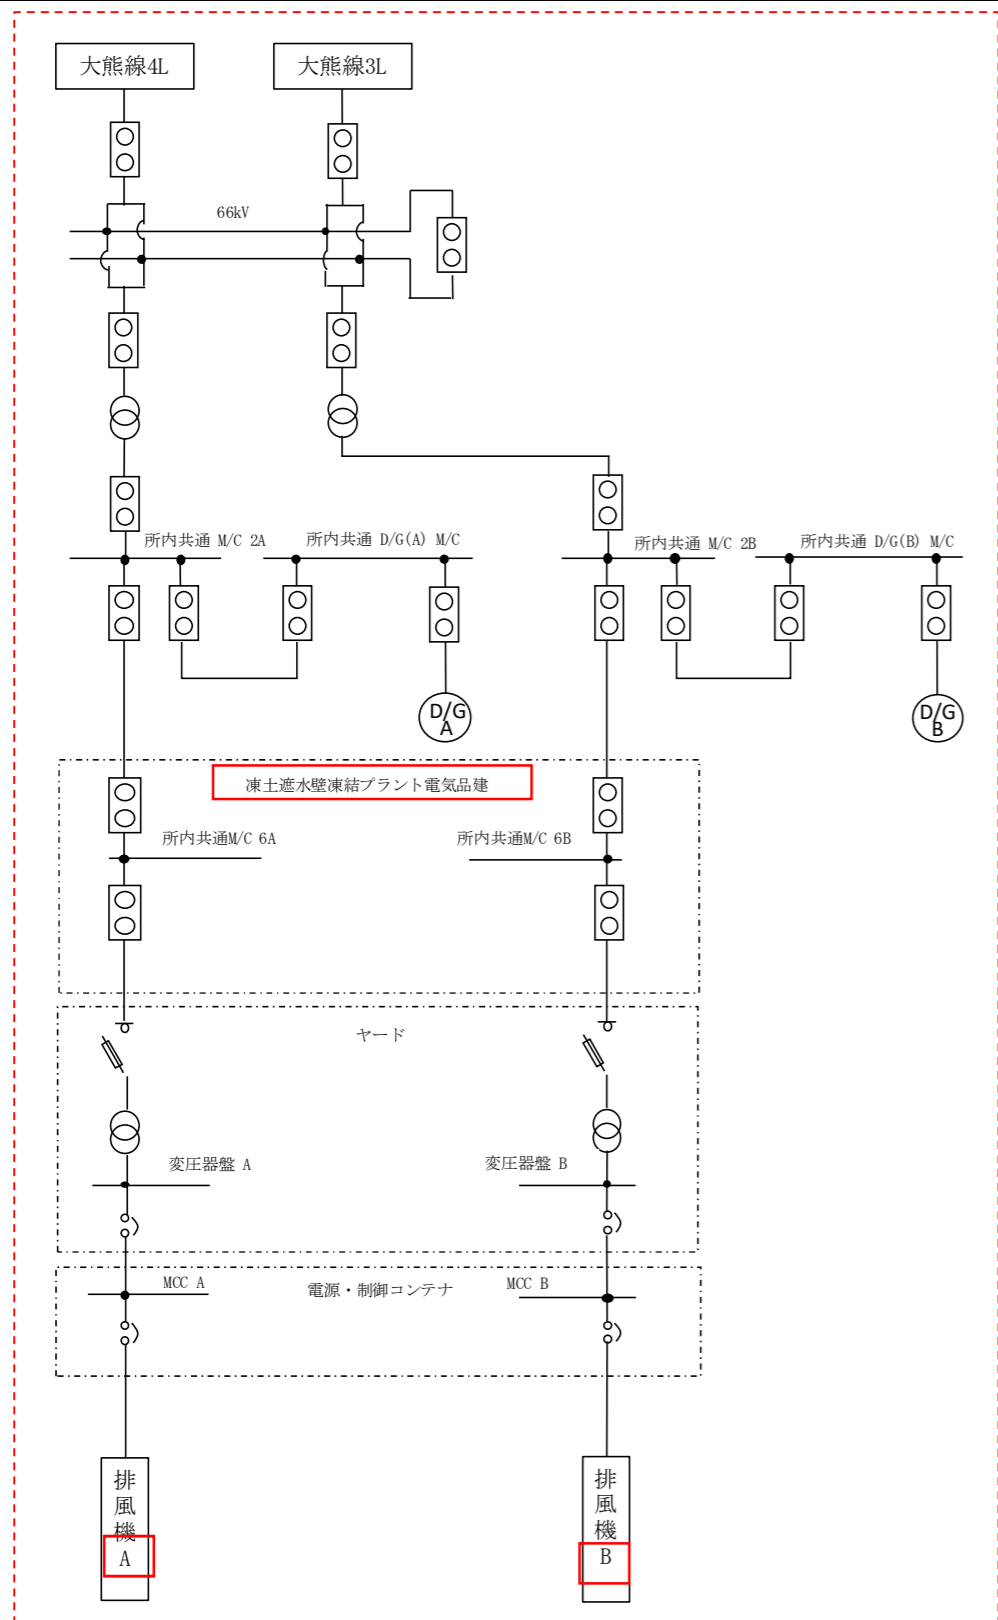 大熊線4L
大熊線3L
66kV
所内共通 M/C 2A
所内共通 D/G(A) M/C
所内共通 M/C 2B
所内共通 D/G(B) M/C
D/G
A
D/G
B
凍土遮水壁凍結プラント電気品建
所内共通M/C 6A
所内共通M/C 6B
ヤード
変圧器盤 A
変圧器盤 B
MCC A
電源・制御コンテナ
MCC B
排風機A
排風機B